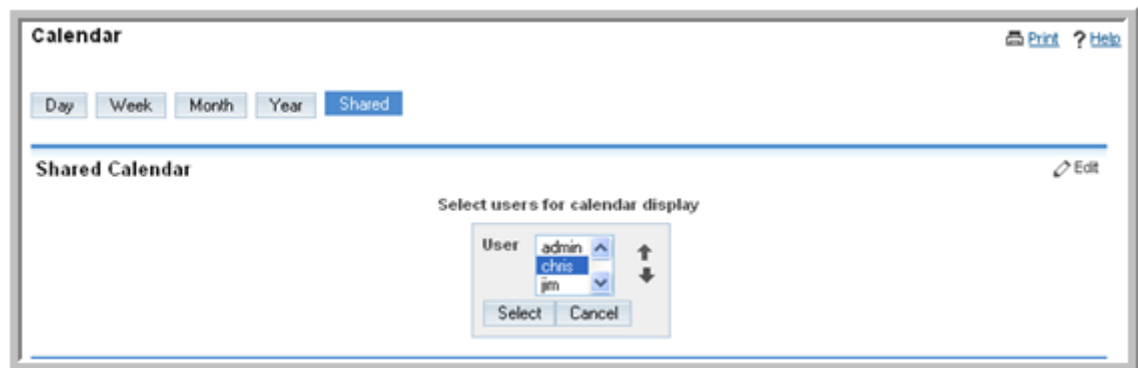 Calendar
Print ? Help
Day Week Month Year Shared
Shared Calendar
Edit
Select users for calendar display
User admin
chris
jim
Select Cancel